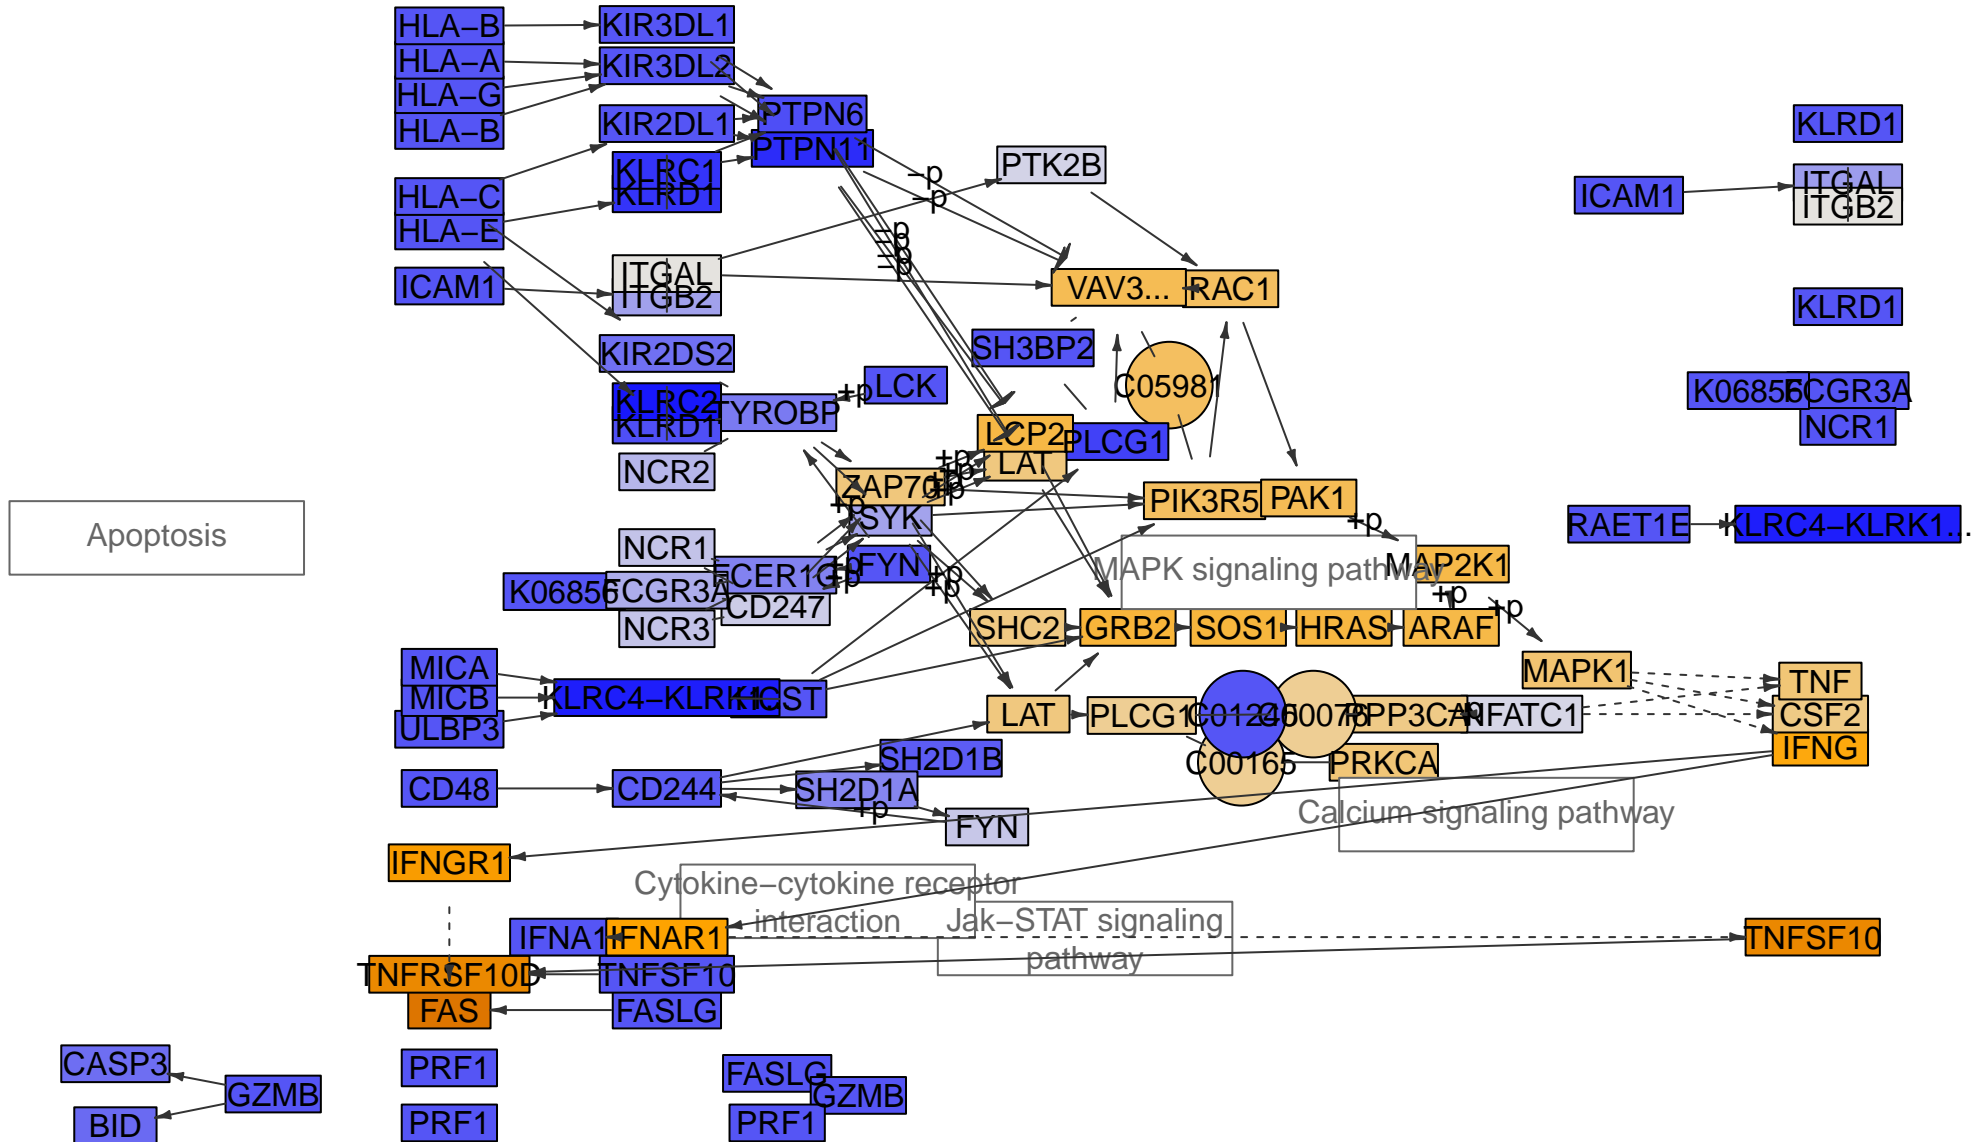 HLA−B
KIR3DL1
HLA−A
KIR3DL2
HLA−G
HLA−B
KIR2DL1
PTPN6
PTPN11
KLRC1
KLRD1
PTK2B
KLRD1
ITGAL
ITGB2
ICAM1
HLA−C
HLA−E
−p
−p
−p
−p
−p
−p
ICAM1
ITGAL
ITGB2
VAV3...
RAC1
KLRD1
KIR2DS2
SH3BP2
C05981
LCK
+p
KLRC2
KLRD1
TYROBP
K06856
FCGR3A
NCR1
LCP2
PLCG1
LAT
NCR2
ZAP70
+p
+p
+p
+p
SYK
+p
PIK3R5
PAK1
+p
RAET1E
KLRC4−KLRK1...
Apoptosis
NCR1
FCER1G
FYN
+p
+p
+p
+p
MAPK signaling pathway
MAP2K1
K06856
FCGR3A
CD247
NCR3
+p
+p
SHC2
GRB2
SOS1
HRAS
ARAF
MICA
MICB
ULBP3
KLRC4−KLRK1...
HCST
MAPK1
TNF
CSF2
IFNG
LAT
PLCG1
C01245
C00076
PPP3CA
−p
NFATC1
C00165
PRKCA
SH2D1B
CD48
CD244
SH2D1A
+p
FYN
Calcium signaling pathway
IFNGR1
Cytokine−cytokine receptor
interaction
Jak−STAT signaling
pathway
IFNA1
IFNAR1
TNFSF10
TNFRSF10D
TNFSF10
FAS
FASLG
CASP3
GZMB
BID
PRF1
PRF1
FASLG
GZMB
PRF1